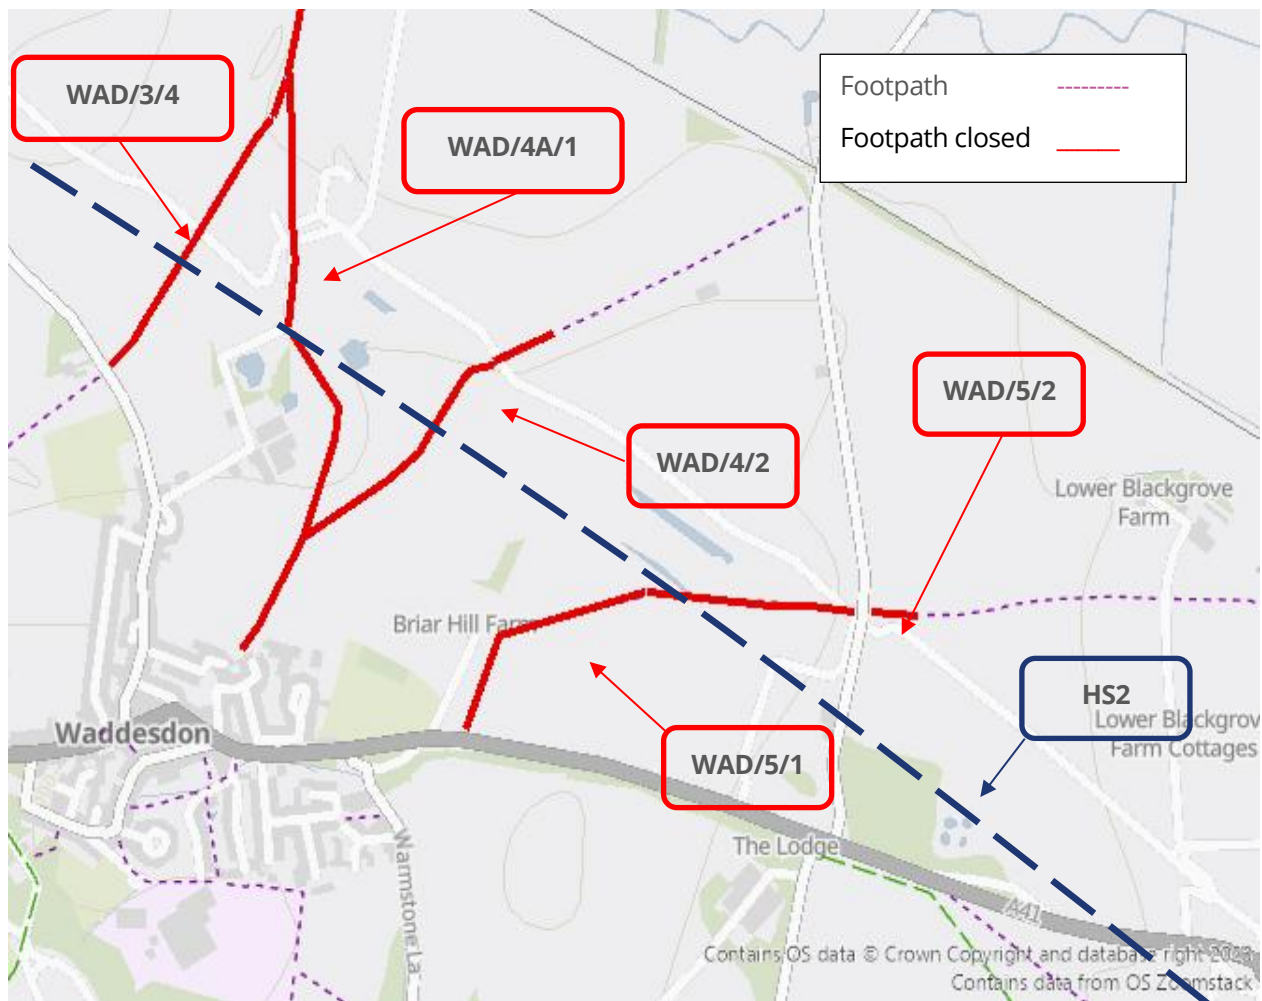 WAD/3/4
WAD/4A/1
Footpath
Footpath closed
WAD/5/2
WAD/4/2
Lower Blackgrove
Farm
Briar Hill Farm
HS2
Waddesdon
Lower Blackgrov
Farm Cottages
WAD/5/1
The Lodge
Warmstone La
A41
Contains OS data © Crown Copyright and database right 2023
Contains data from OS Zoomstack